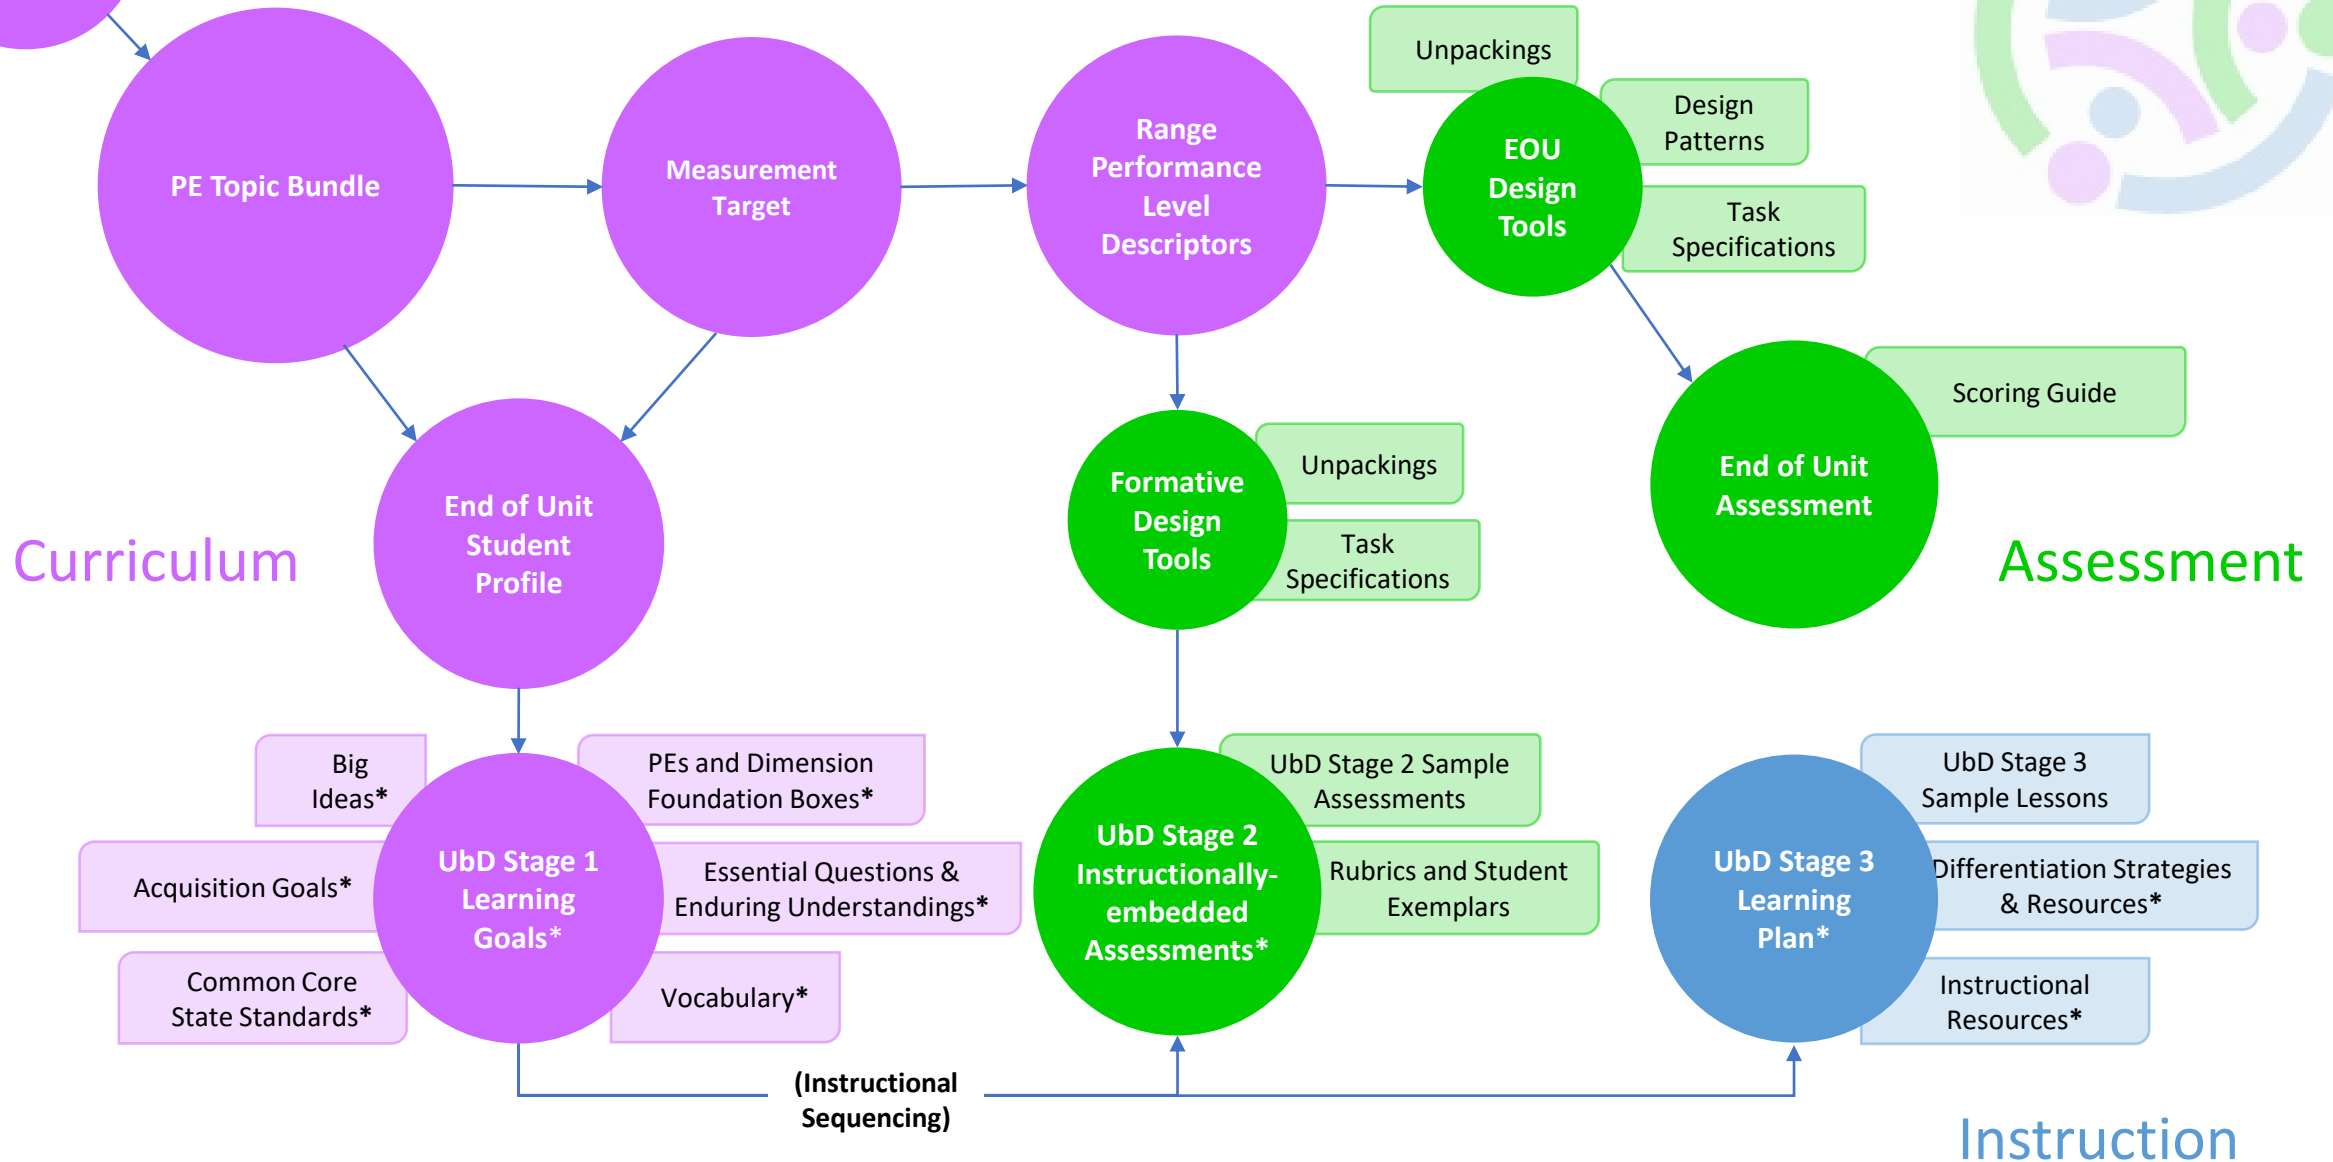 PE Topic Bundle
Measurement
Target
Range
Performance
Level
Descriptors
Unpackings
EOU
Design
Tools
Design
Patterns
Task
Specifications
End of Unit
Student
Profile
Formative
Design
Tools
Unpackings
Task
Specifications
Scoring Guide
End of Unit
Assessment
Curriculum
Assessment
Big
Ideas*
PEs and Dimension
Foundation Boxes*
Acquisition Goals*
UbD Stage 1
Learning
Goals*
Essential Questions &
Enduring Understandings*
Common Core
State Standards*
Vocabulary*
UbD Stage 2 Sample
Assessments
UbD Stage 2
Instructionally-
embedded
Assessments*
Rubrics and Student
Exemplars
UbD Stage 3
Sample Lessons
UbD Stage 3
Learning
Plan*
Differentiation Strategies
& Resources*
Instructional
Resources*
(Instructional
Sequencing)
Instruction